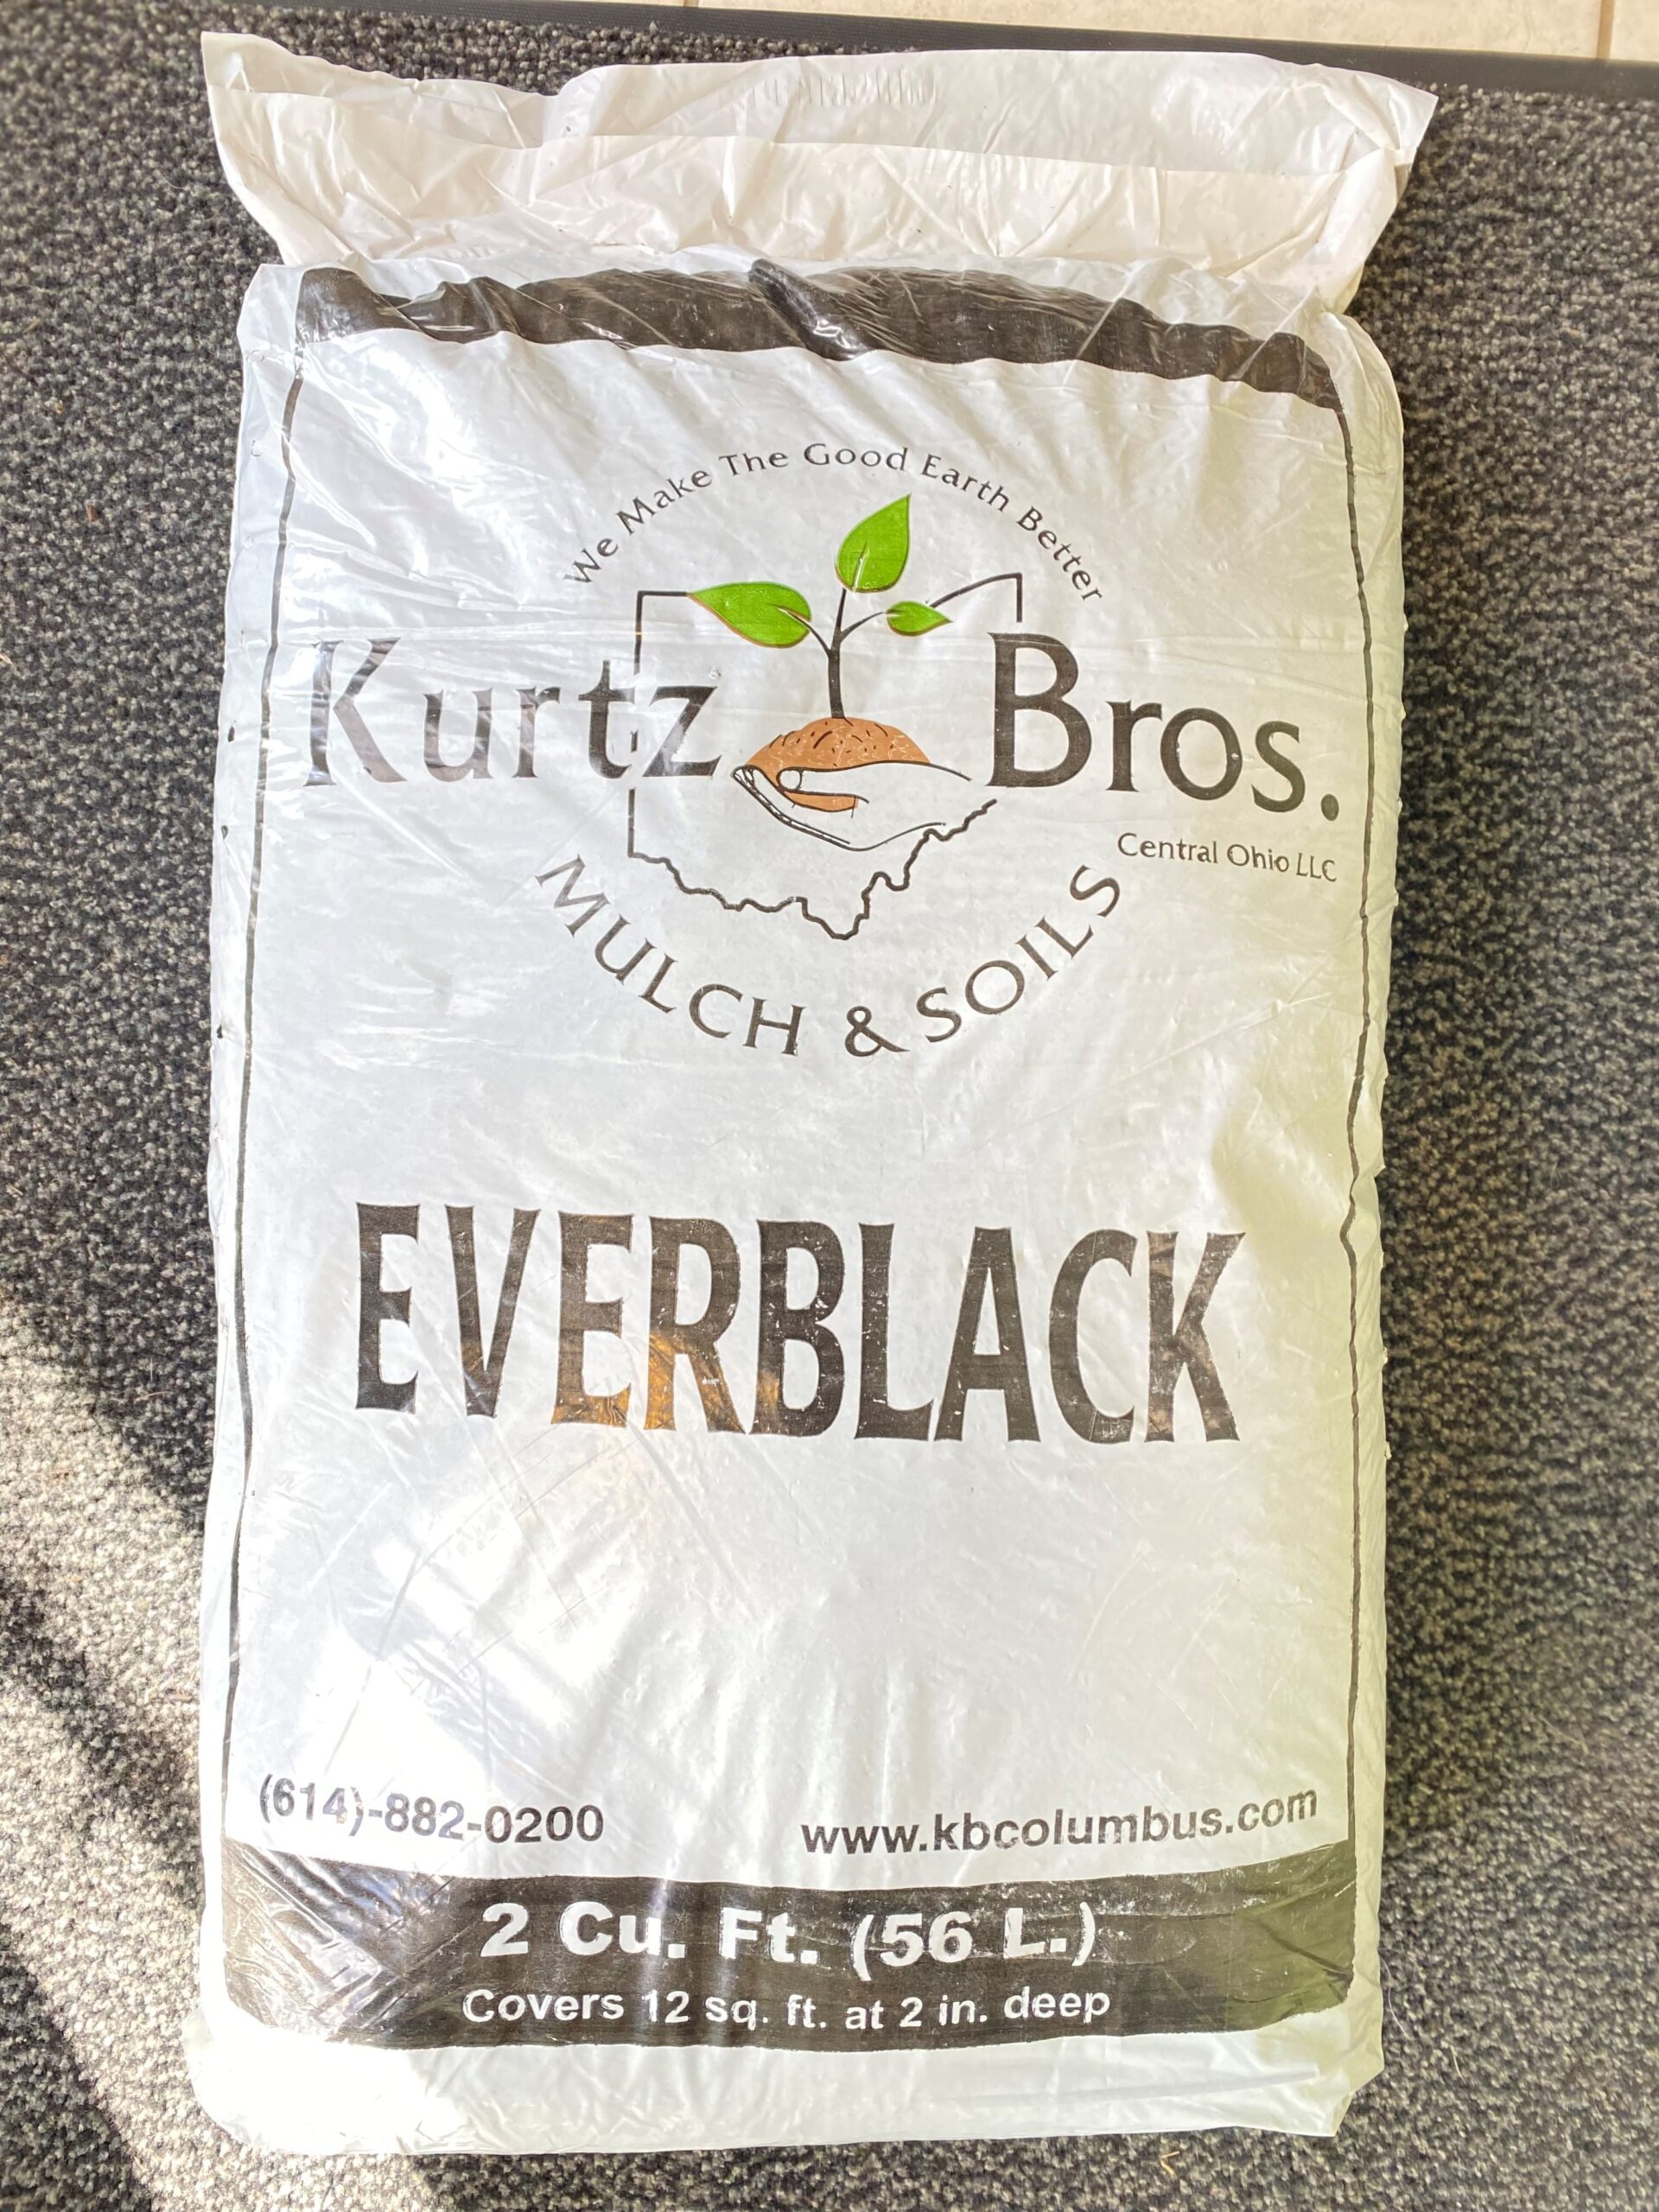 We Make The Good Earth Better
Kurtz Bros.
Central Ohio LLC
MULCH & SOILS
EVERBLACK
(614)-882-0200
www.kbcolumbus.com
2 Cu. Ft. (56 L.)
Covers 12 sq. ft. at 2 in. deep